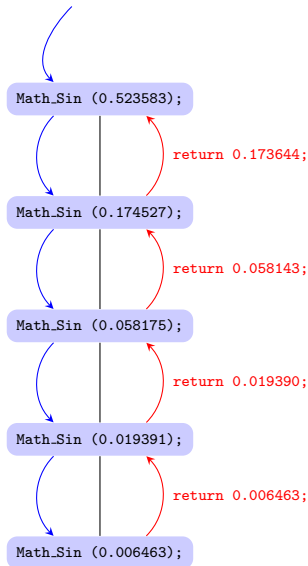 Math_Sin (0.523583);
return 0.173644;
Math_Sin (0.174527);
return 0.058143;
Math_Sin (0.058175);
return 0.019390;
Math_Sin (0.019391);
return 0.006463;
Math_Sin (0.006463);